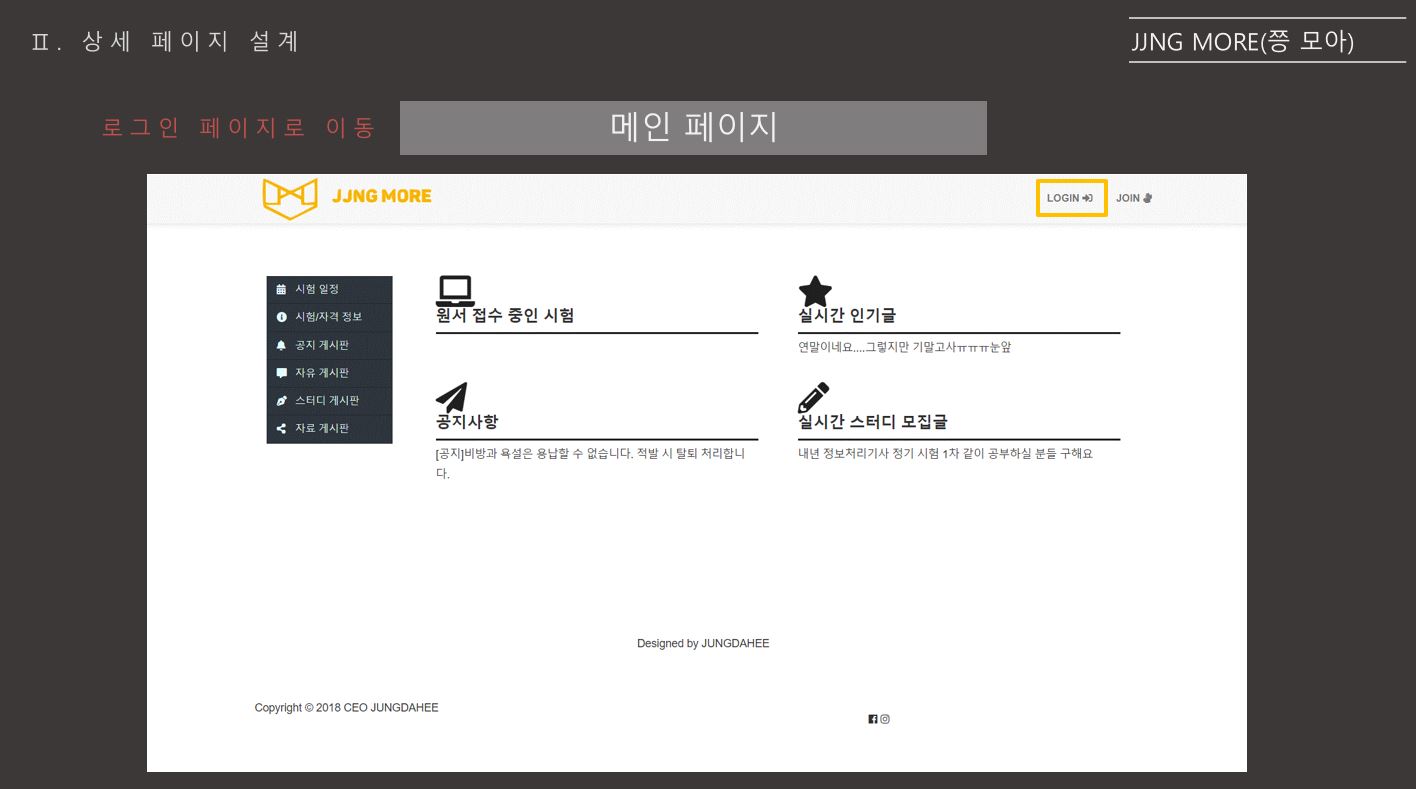 Ⅱ. 상세 페이지 설계
JJNG MORE(쯩 모아)
로그인 페이지로 이동
메인 페이지
JJNG MORE
LOGIN
JOIN
시험 일정
시험/자격 정보
공지 게시판
자유 게시판
스터디 게시판
자료 게시판
원서 접수 중인 시험
실시간 인기글
연말이네요....그렇지만 기말고사ㅠㅠㅠ눈앞
공지사항
[공지]비방과 욕설은 용납할 수 없습니다. 적발 시 탈퇴 처리합니
다.
실시간 스터디 모집글
내년 정보처리기사 정기 시험 1차 같이 공부하실 분들 구해요
Designed by JUNGDAHEE
Copyright © 2018 CEO JUNGDAHEE